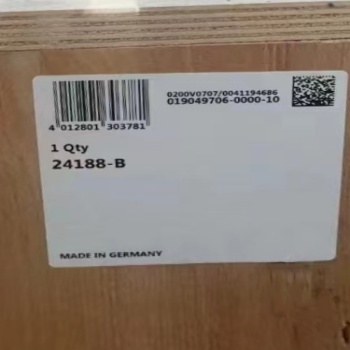 0200V0707/0041194686
019049706-0000-10
4 012801 303781
1 Qty
24188-B
MADE IN GERMANY